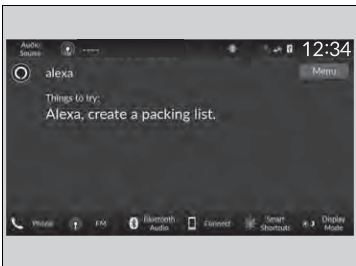 Audio
Source
12:34
alexa
Menu
Things to try:
Alexa, create a packing list.
Phone
FM
Bluetooth
Audio
Connect
Smart
Shortcuts
Display
Mode